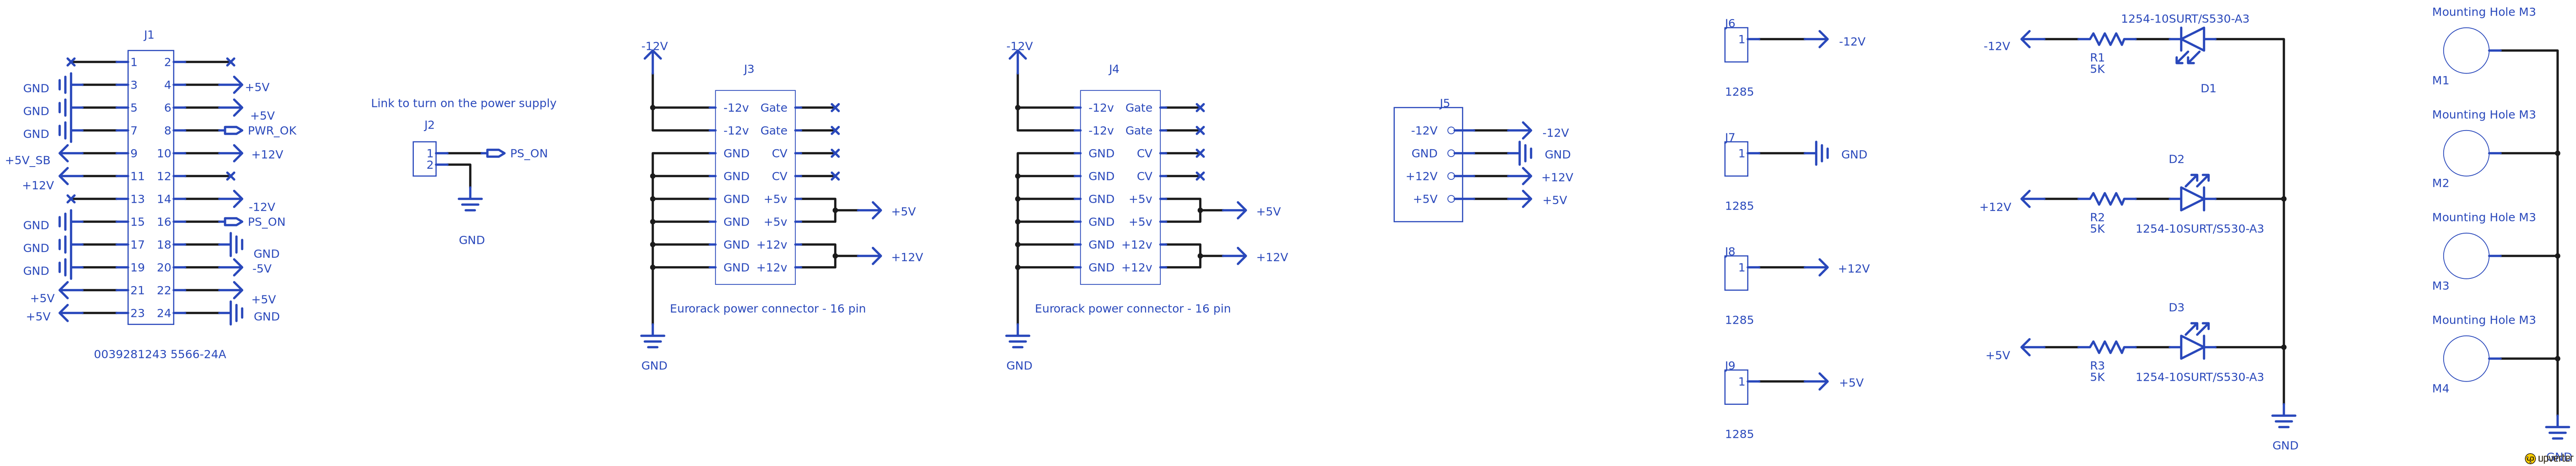 J1
1 2
GND 3 4 +5V
GND 5 6 +5V
GND 7 8 PWR_OK
+5V_SB 9 10 +12V
+12V 11 12
13 14 -12V
GND 15 16 PS_ON
GND 17 18 GND
GND 19 20 -5V
+5V 21 22 +5V
+5V 23 24 GND
0039281243 5566-24A
Link to turn on the power supply
J2
1 PS_ON
2
GND
-12V
J3
-12v Gate
-12v Gate
GND CV
GND CV
GND +5v
GND +5v
+5V
GND +12v
GND +12v
+12V
Eurorack power connector - 16 pin
GND
-12V
J4
-12v Gate
-12v Gate
GND CV
GND CV
GND +5v
GND +5v
+5V
GND +12v
GND +12v
+12V
Eurorack power connector - 16 pin
GND
J5
-12V -12V
GND GND
+12V +12V
+5V +5V
J6
1 -12V
1285
J7
1 GND
1285
J8
1 +12V
1285
J9
1 +5V
1285
1254-10SURT/S530-A3
-12V
R1
5K
D1
D2
+12V
R2
5K
1254-10SURT/S530-A3
D3
+5V
R3
5K
1254-10SURT/S530-A3
GND
Mounting Hole M3
M1
Mounting Hole M3
M2
Mounting Hole M3
M3
Mounting Hole M3
M4
GND
upverter